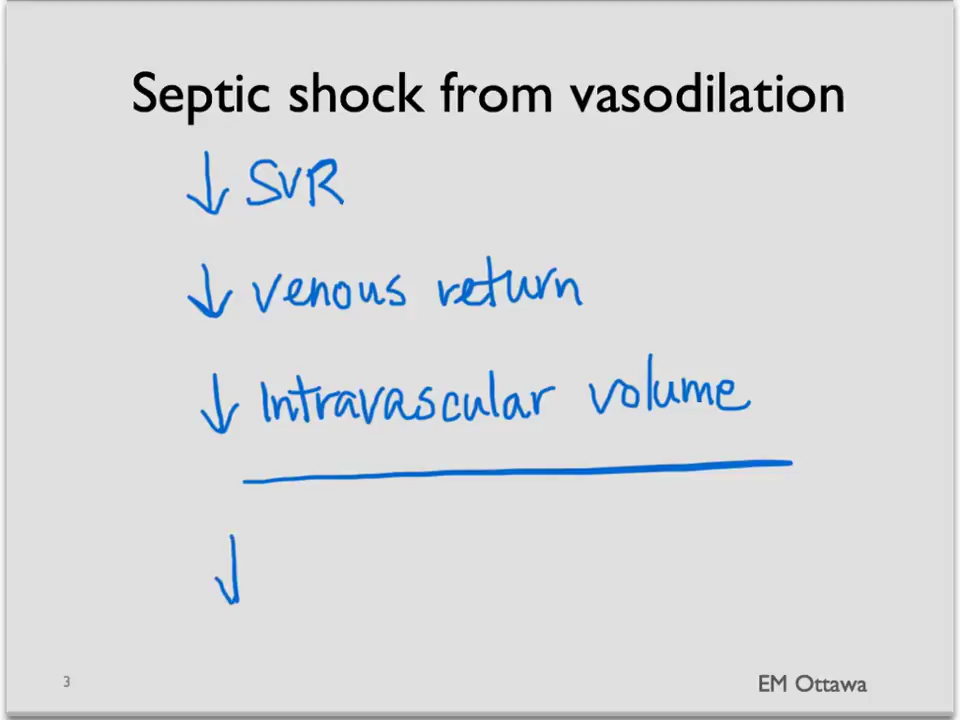 Septic shock from vasodilation
↓ SVR
↓ venous return
↓ Intravascular volume
↓
3
EM Ottawa